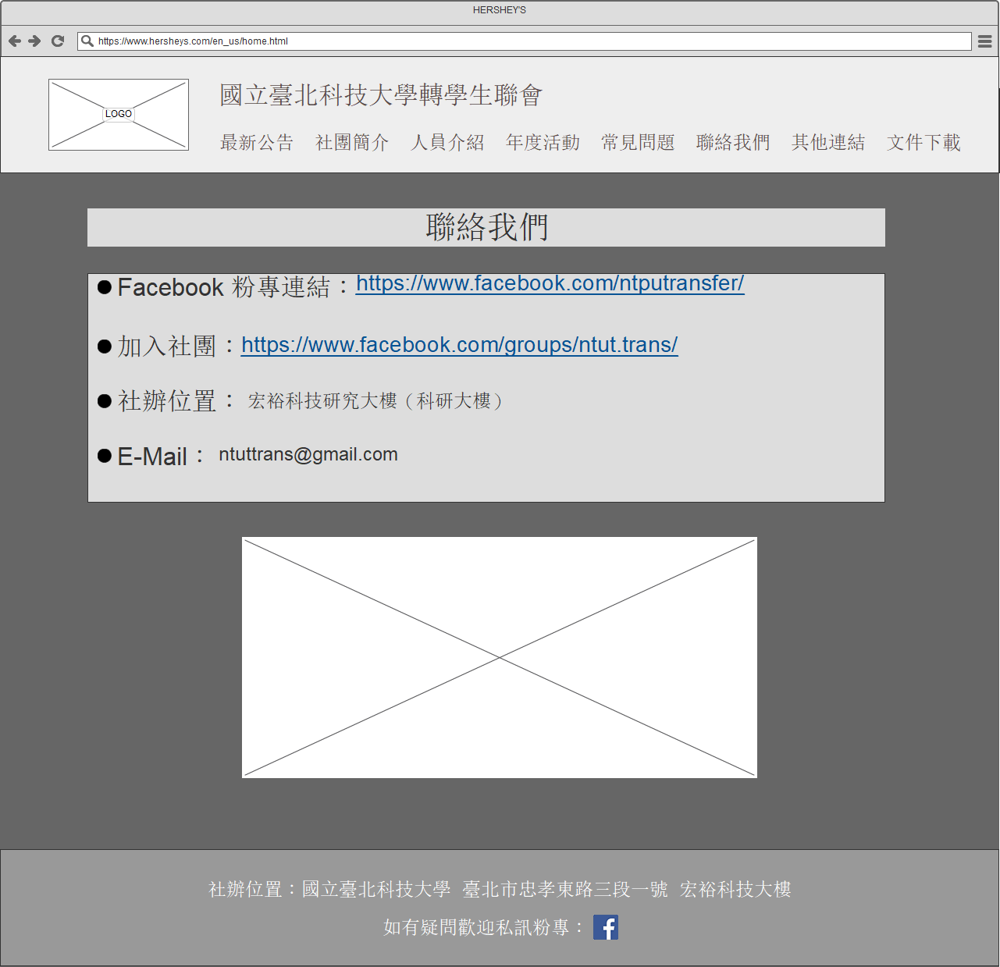 HERSHEY'S
https://www.hersheys.com/en_us/home.html
LOGO
國立臺北科技大學轉學生聯會
最新公告 社團簡介 人員介紹 年度活動 常見問題 聯絡我們 其他連結 文件下載
聯絡我們
Facebook 粉專連結：https://www.facebook.com/ntputransfer/
加入社團：https://www.facebook.com/groups/ntut.trans/
社辦位置： 宏裕科技研究大樓（科研大樓）
E-Mail： ntuttrans@gmail.com
社辦位置：國立臺北科技大學 臺北市忠孝東路三段一號 宏裕科技大樓
如有疑問歡迎私訊粉專：